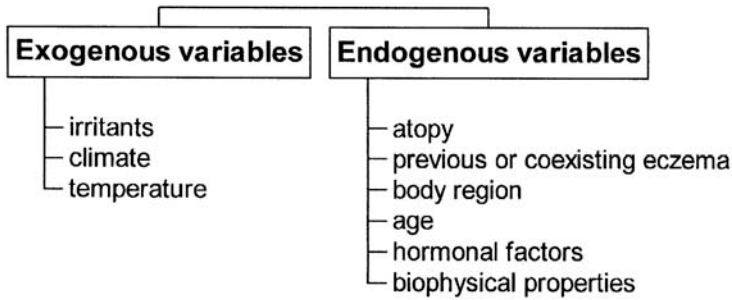 Exogenous variables
irritants
climate
temperature
Endogenous variables
atopy
previous or coexisting eczema
body region
age
hormonal factors
biophysical properties